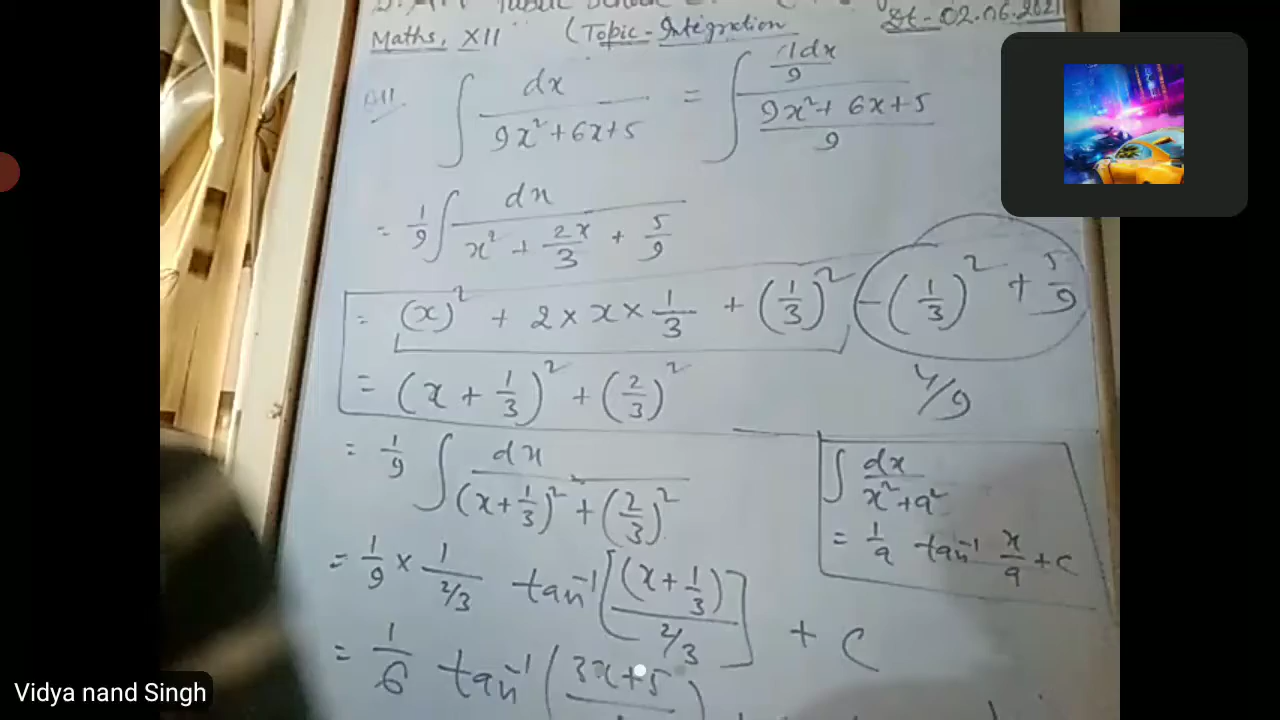 Maths, XII (Topic - Integration Dt - 02.06.2021
∫ dx / (9x² + 6x + 5) = ∫ (1dx / 9) / ((9x² + 6x + 5) / 9)
= 1/9 ∫ dx / (x² + 2x/3 + 5/9)
= (x)² + 2 × x × 1/3 + (1/3)² - (1/3)² + 5/9
= (x + 1/3)² + (2/3)²
4/9
= 1/9 ∫ dx / ((x + 1/3)² + (2/3)²)
∫ dx / (x² + a²)
= 1/a tan⁻¹ x/a + c
= 1/9 × 1 / (2/3) tan⁻¹ [(x + 1/3) / (2/3)] + C
= 1/6 tan⁻¹ (3x + 5
Vidya nand Singh